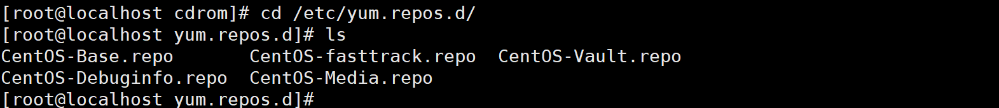 [root@localhost cdrom]# cd /etc/yum.repos.d/
[root@localhost yum.repos.d]# ls
CentOS-Base.repo       CentOS-fasttrack.repo  CentOS-Vault.repo
CentOS-Debuginfo.repo  CentOS-Media.repo
[root@localhost yum.repos.d]#